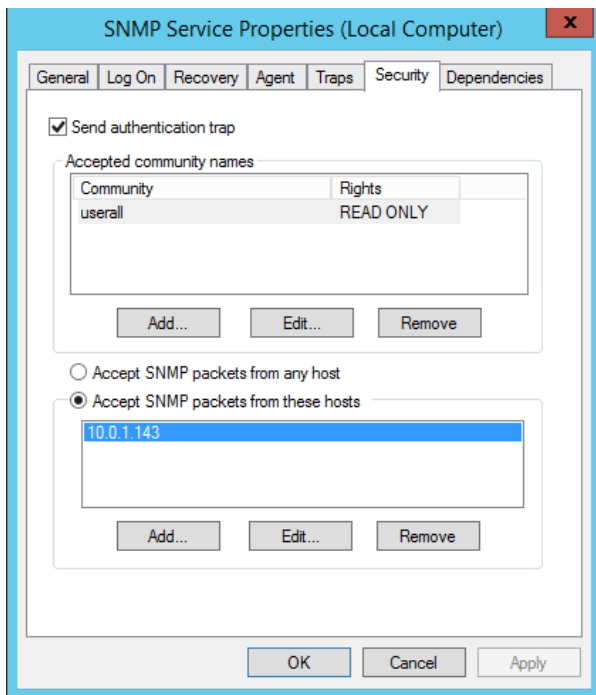 SNMP Service Properties (Local Computer)
x
General Log On Recovery Agent Traps Security Dependencies
Send authentication trap
Accepted community names
Community Rights
userall READ ONLY
Add... Edit... Remove
Accept SNMP packets from any host
Accept SNMP packets from these hosts
10.0.1.143
Add... Edit... Remove
OK Cancel Apply